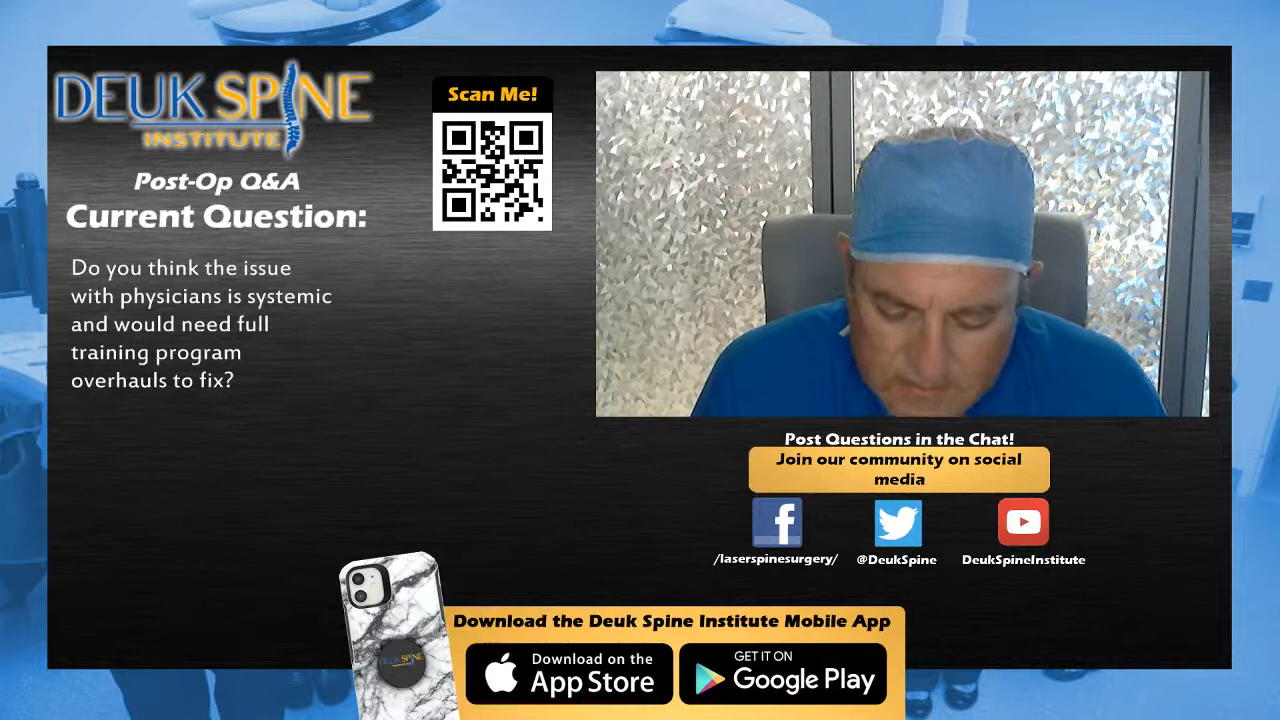 DEUK SPINE
INSTITUTE
Post-Op Q&A
Current Question:
Do you think the issue
with physicians is systemic
and would need full
training program
overhauls to fix?
Scan Me!
Post Questions in the Chat!
Join our community on social
media
/laserspinesurgery/
@DeukSpine
DeukSpineInstitute
Download the Deuk Spine Institute Mobile App
DEUK SPINE
Download on the
App Store
GET IT ON
Google Play